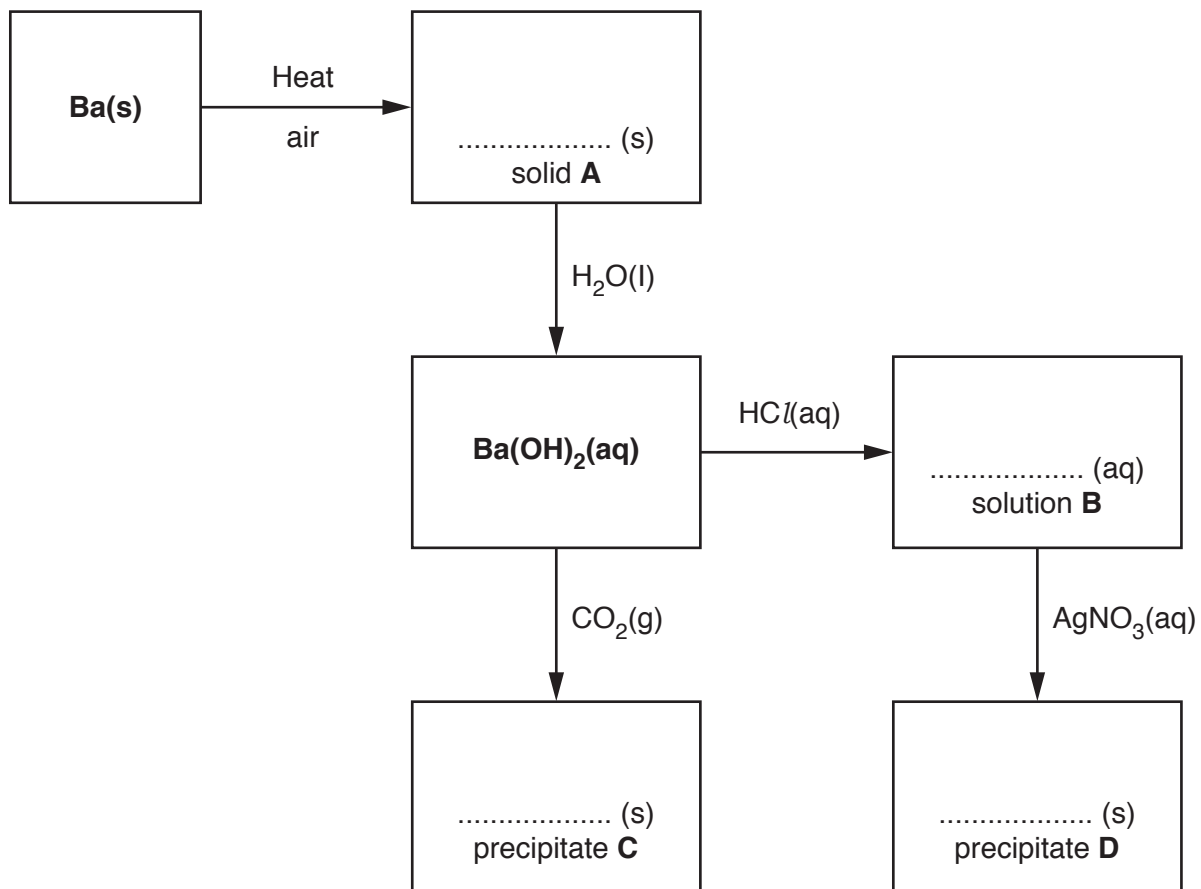 Ba(s)
Heat
air
................... (s)
solid A
H₂O(l)
Ba(OH)₂(aq)
HCl(aq)
................... (aq)
solution B
CO₂(g)
AgNO₃(aq)
................... (s)
precipitate C
................... (s)
precipitate D